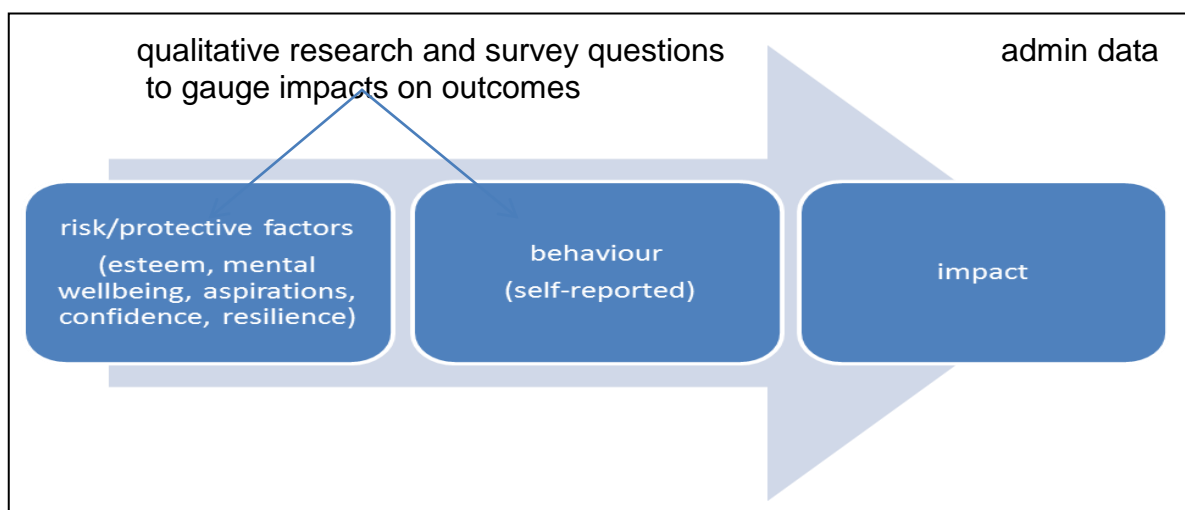 qualitative research and survey questions
to gauge impacts on outcomes
admin data
risk/protective factors
(esteem, mental
wellbeing, aspirations,
confidence, resilience)
behaviour
(self-reported)
impact